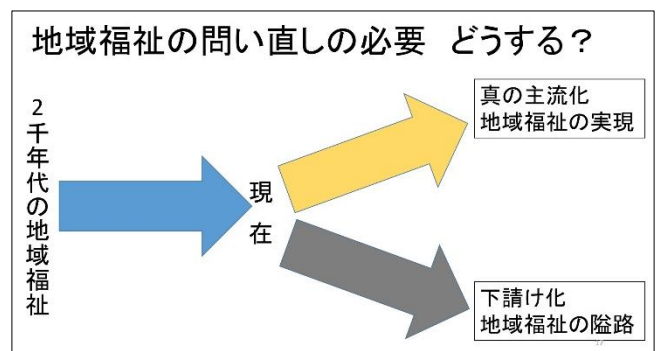 地域福祉の問い直しの必要 どうする?
2千年代の地域福祉
現在
真の主流化
地域福祉の実現
下請け化
地域福祉の隘路